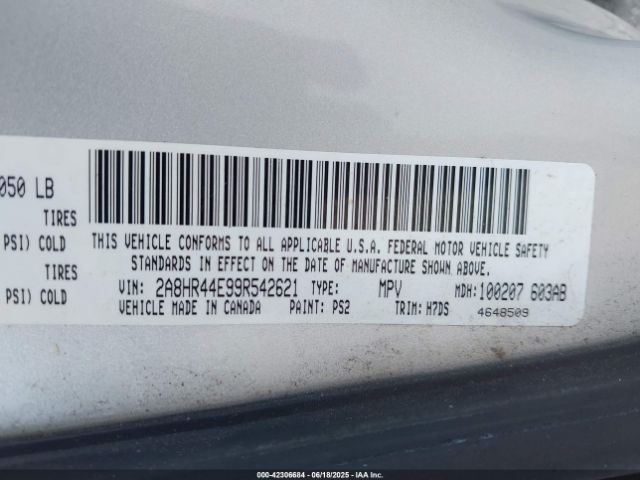 050 LB
TIRES
PSI) COLD
TIRES
PSI) COLD
THIS VEHICLE CONFORMS TO ALL APPLICABLE U.S.A. FEDERAL MOTOR VEHICLE SAFETY
STANDARDS IN EFFECT ON THE DATE OF MANUFACTURE SHOWN ABOVE.
VIN: 2A8HR44E99R542621 TYPE: MPV MDH: 100207 603AB
VEHICLE MADE IN CANADA PAINT: PS2 TRIM: H7DS 4648509
000-42306684 | 06/18/2025 - IAAI.COM